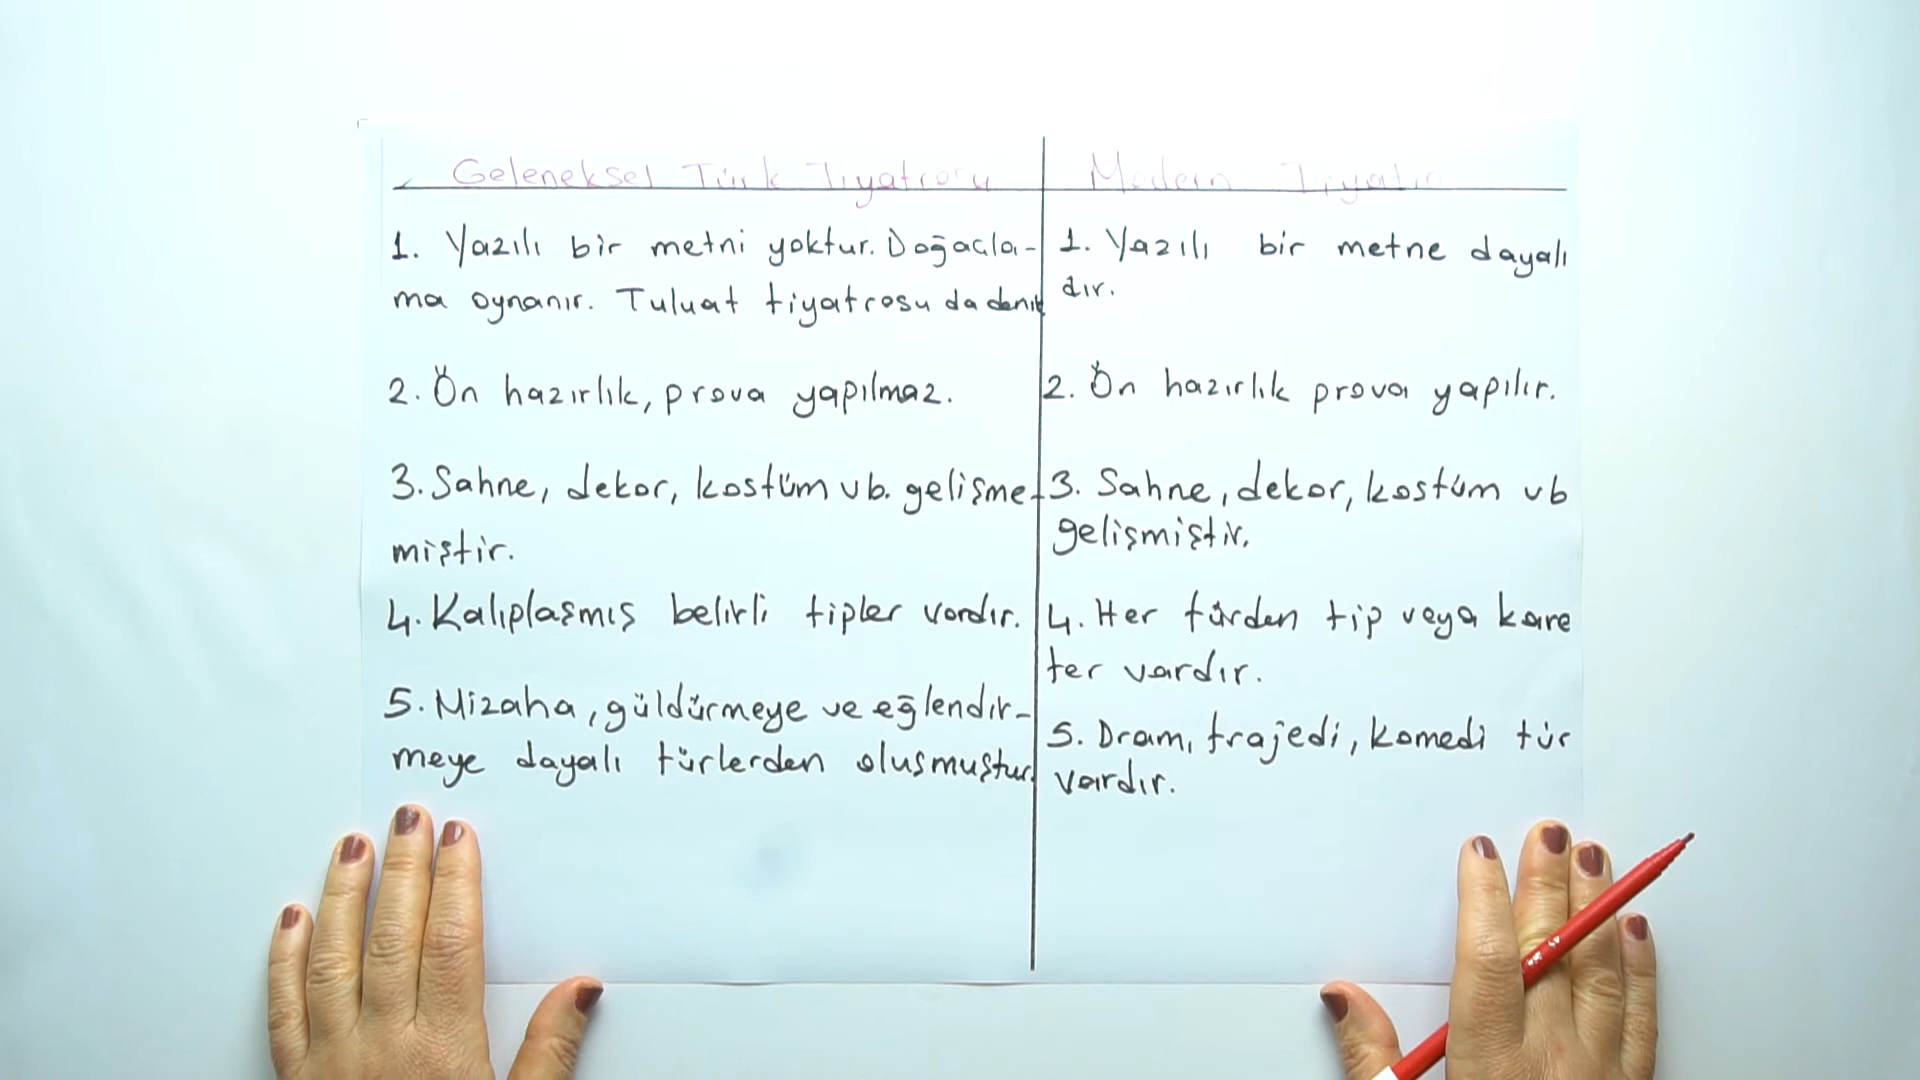 Geleneksel Türk Tiyatrosu
1. Yazılı bir metni yoktur. Doğaçla-
ma oynanır. Tuluat tiyatrosu da denir
2. Ön hazırlık, prova yapılmaz.
3. Sahne, dekor, kostüm vb. gelişme-
miştir.
4. Kalıplaşmış belirli tipler vardır.
5. Mizaha, güldürmeye ve eğlendir-
meye dayalı türlerden oluşmuştur.
Modern Tiyatro
1. Yazılı bir metne dayalı
dır.
2. Ön hazırlık prova yapılır.
3. Sahne, dekor, kostüm vb
gelişmiştir.
4. Her türden tip veya kare
ter vardır.
5. Dram, trajedi, komedi tür
vardır.